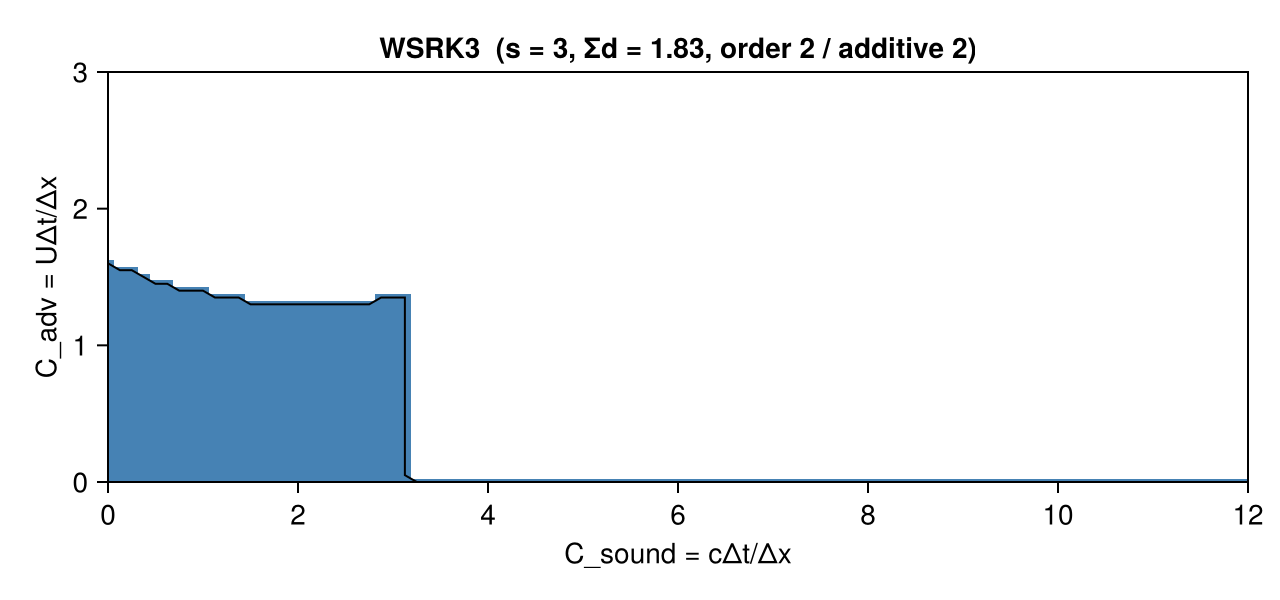 WSRK3  (s = 3, Σd = 1.83, order 2 / additive 2)
3
2
1
0
C_adv = UΔt/Δx
0 2 4 6 8 10 12
C_sound = cΔt/Δx